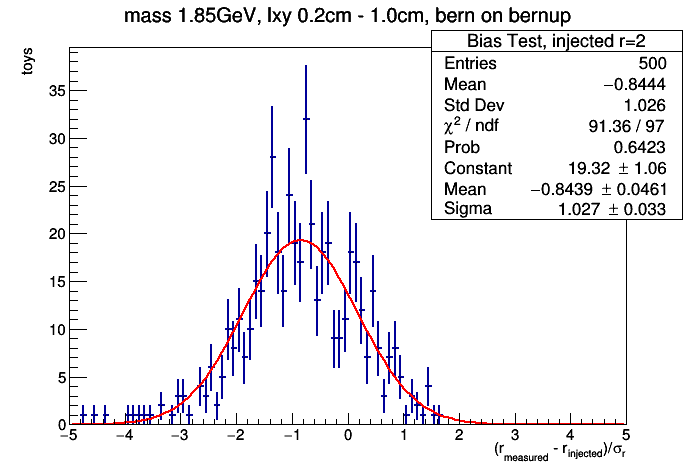 mass 1.85GeV, lxy 0.2cm - 1.0cm, bern on bernup
Bias Test, injected r=2
Entries 500
Mean −0.8444
Std Dev 1.026
χ² / ndf 91.36 / 97
Prob 0.6423
Constant 19.32 ± 1.06
Mean −0.8439 ± 0.0461
Sigma 1.027 ± 0.033
toys
35
30
25
20
15
10
5
0
−5 −4 −3 −2 −1 0 1 2 3 4 5
(r_measured - r_injected)/σ_r